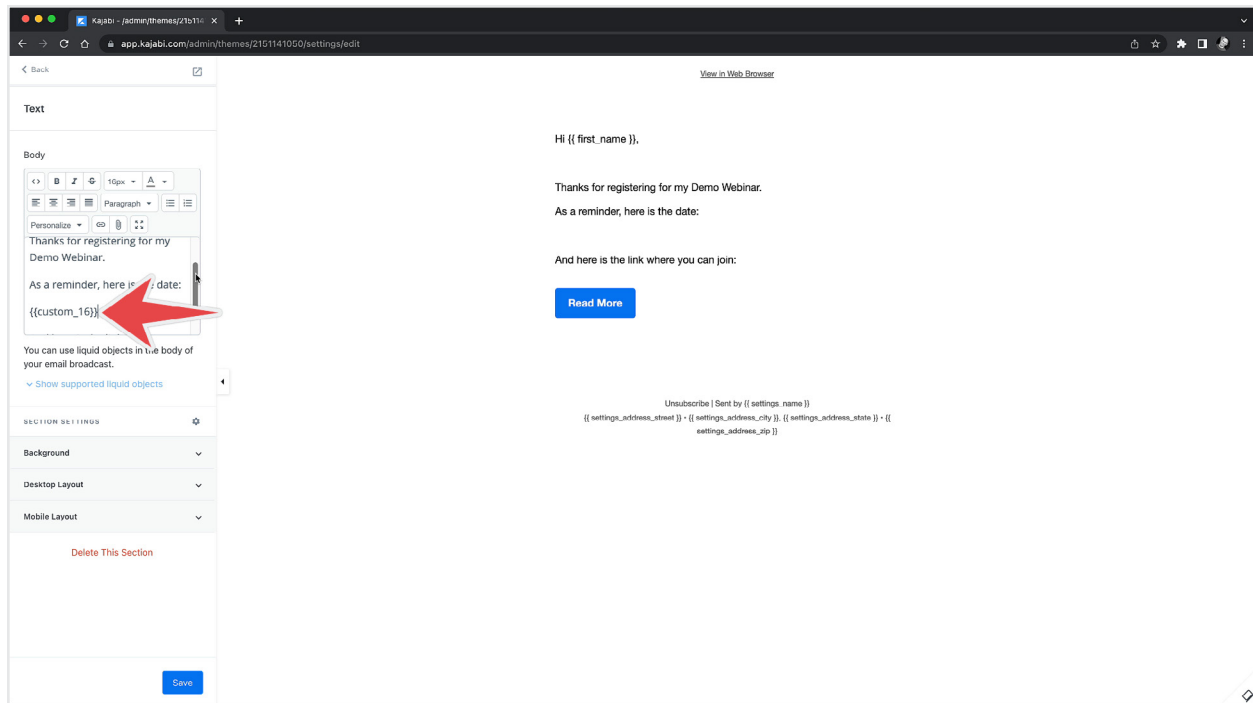 Kajabi - /admin/themes/215114
app.kajabi.com/admin/themes/2151141050/settings/edit
Back
Text
Body
16px
A
Paragraph
Personalize
Thanks for registering for my
Demo Webinar.
As a reminder, here is date:
{{custom_16}}
You can use liquid objects in the body of
your email broadcast.
Show supported liquid objects
SECTION SETTINGS
Background
Desktop Layout
Mobile Layout
Delete This Section
Save
View in Web Browser
Hi {{ first_name }},
Thanks for registering for my Demo Webinar.
As a reminder, here is the date:
And here is the link where you can join:
Read More
Unsubscribe | Sent by {{ settings_name }}
{{ settings_address_street }} • {{ settings_address_city }}, {{ settings_address_state }} • {{
settings_address_zip }}